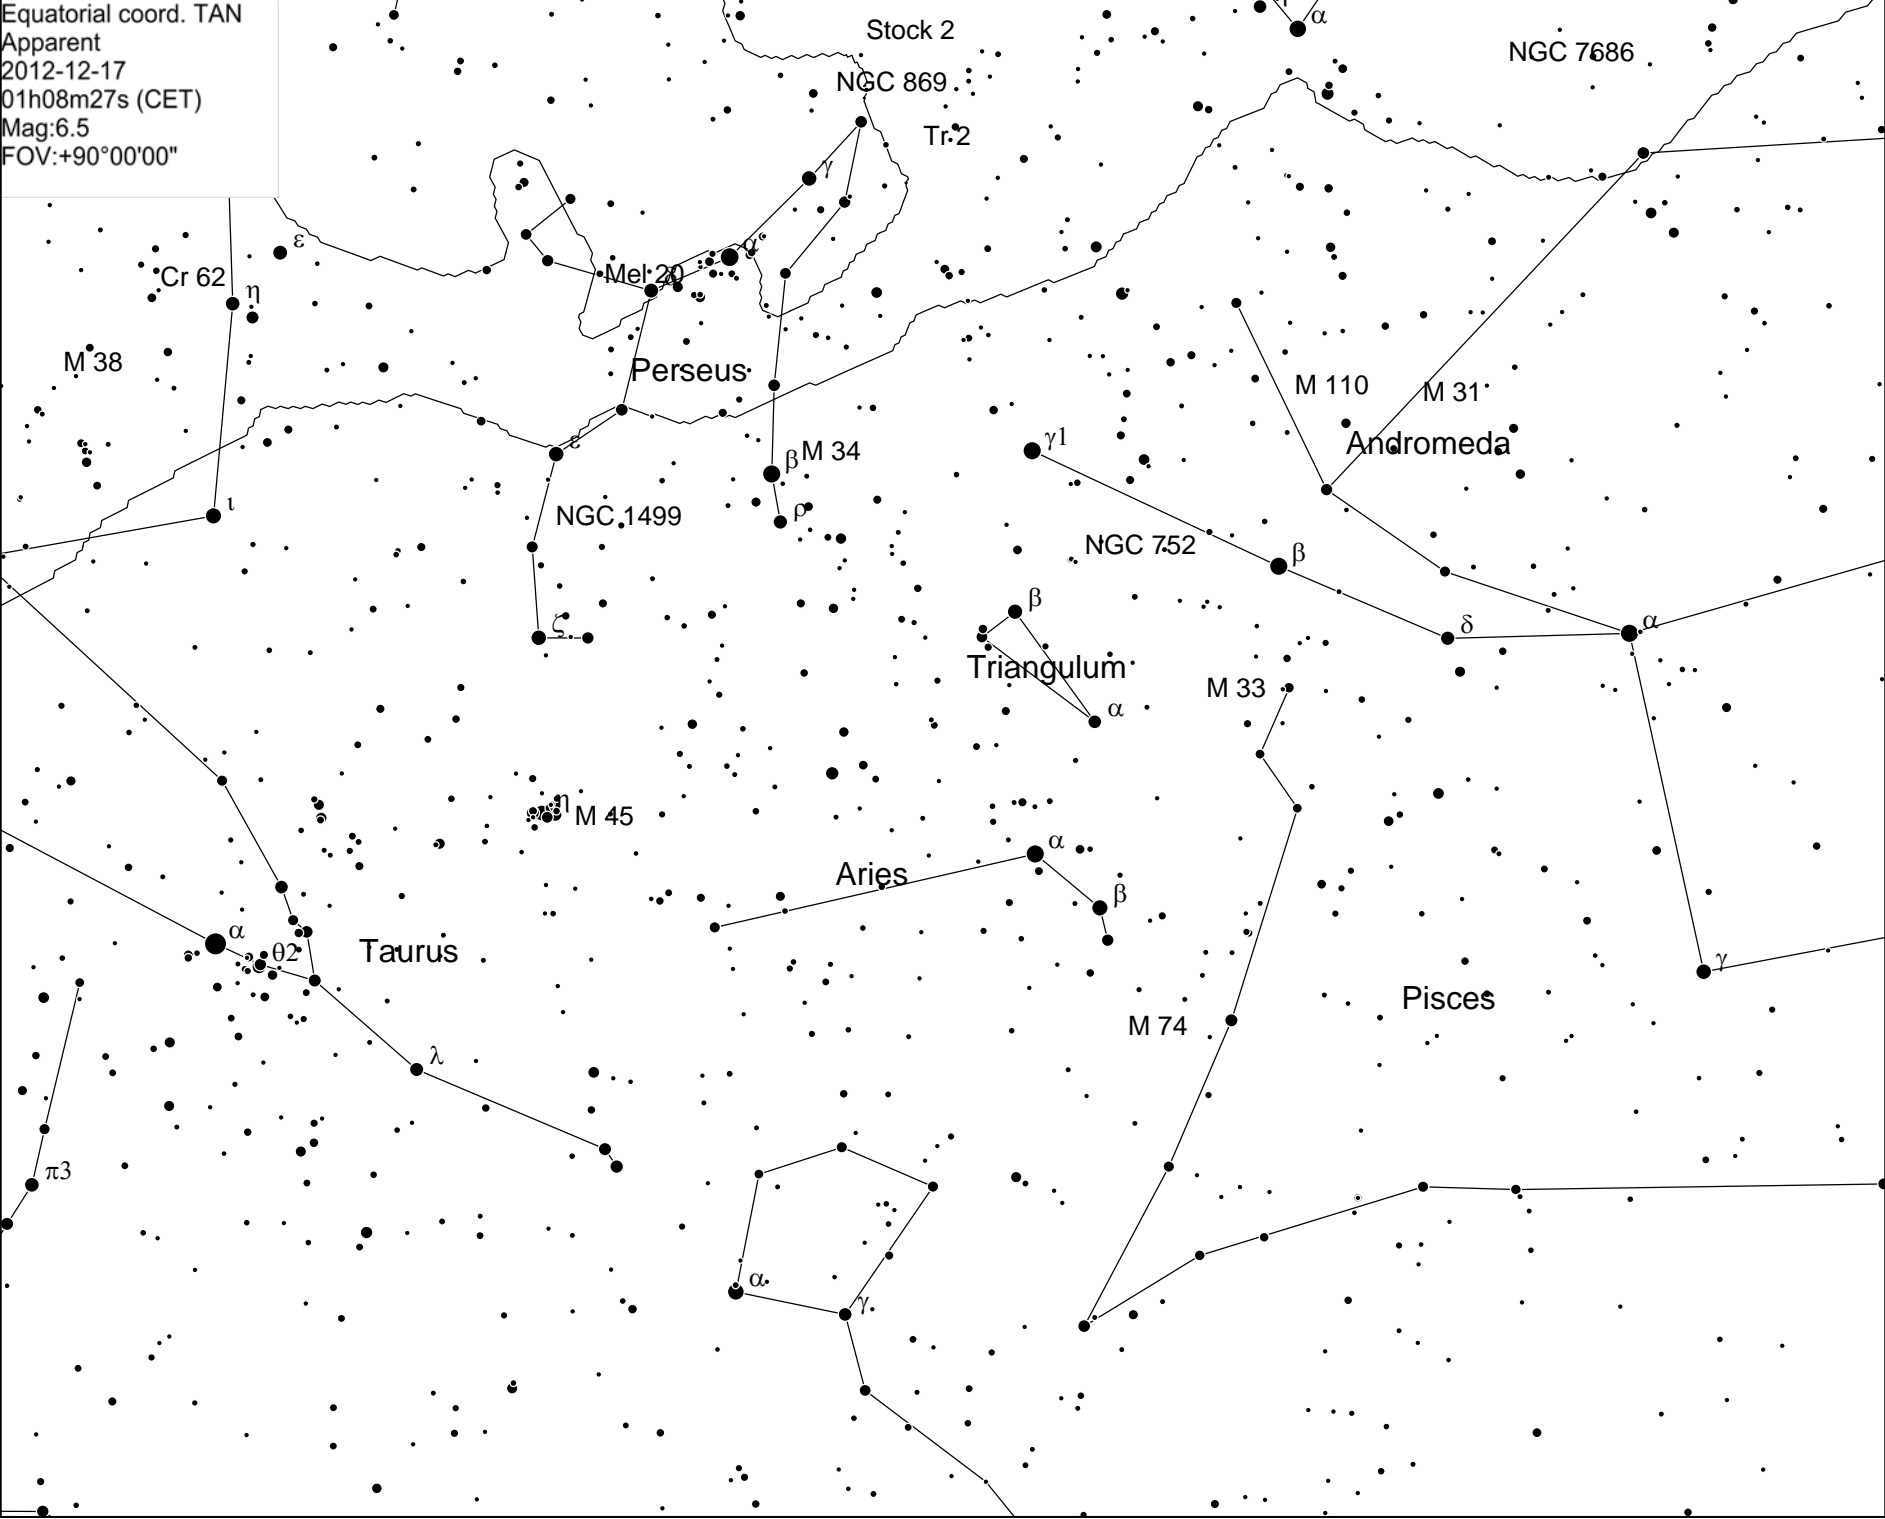 Equatorial coord. TAN
Apparent
2012-12-17
01h08m27s (CET)
Mag:6.5
FOV:+90°00'00"
α
Stock 2
NGC 7686
NGC 869
Tr 2
γ
ε
α
Mel 20
δ
Cr 62
η
M 38
Perseus
M 110
M 31
γ1
Andromeda
ε
β
M 34
ι
NGC 1499
ρ
NGC 752
β
ζ
β
δ
α
Triangulum
M 33
α
η
M 45
α
Aries
β
α
θ2
Taurus
γ
Pisces
M 74
λ
π3
α
γ